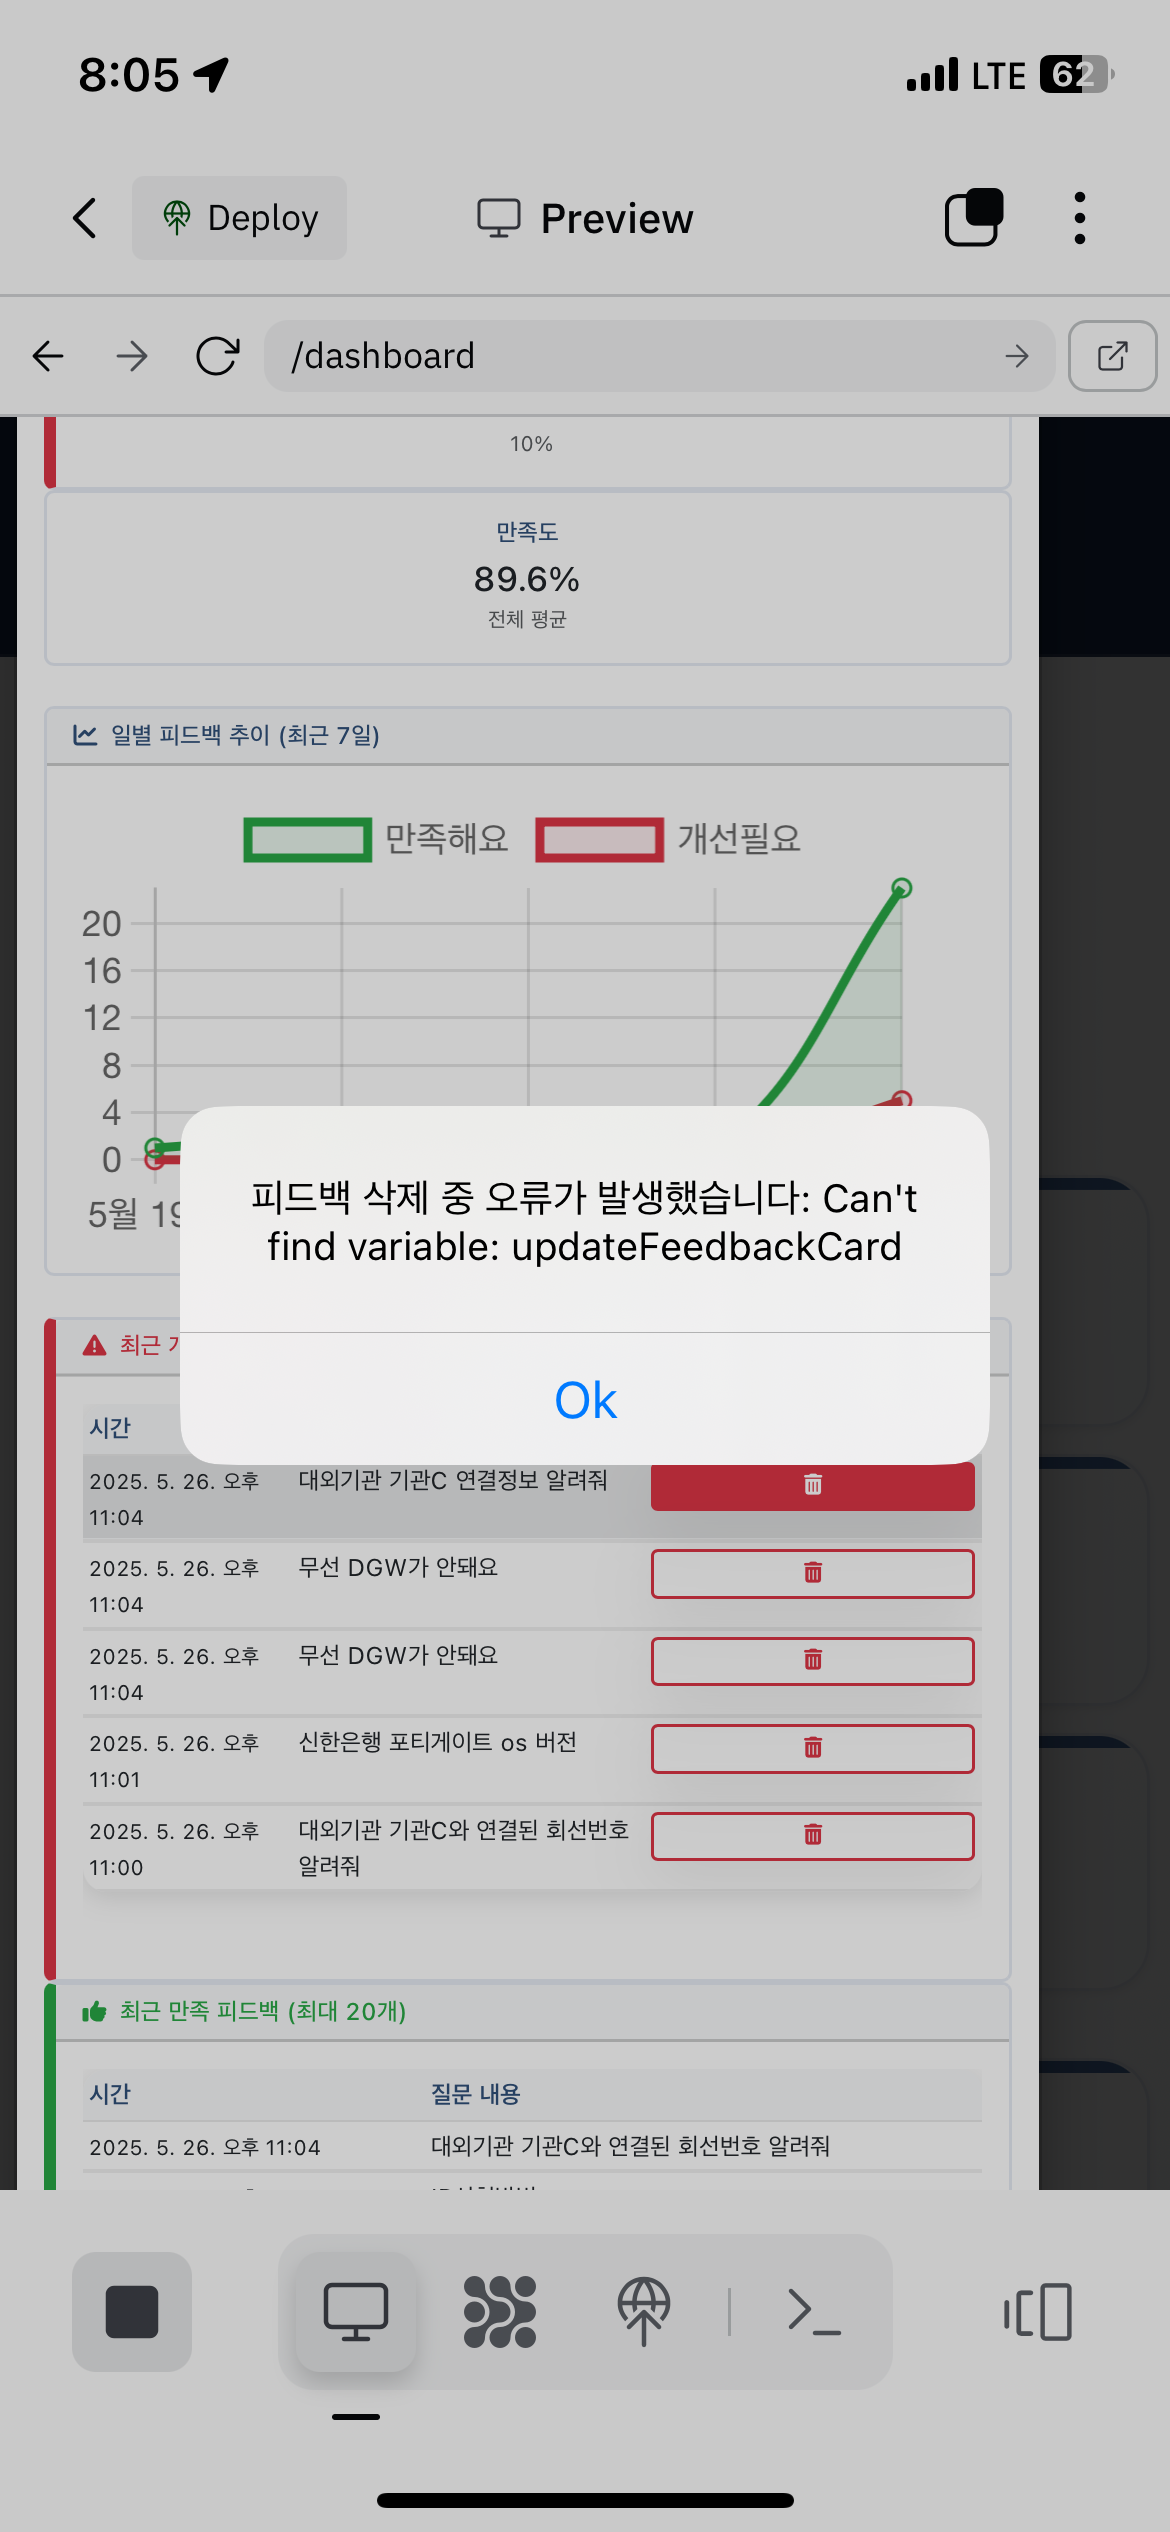 8:05
LTE 62
Deploy
Preview
/dashboard
10%
만족도
89.6%
전체 평균
일별 피드백 추이 (최근 7일)
만족해요
개선필요
20
16
12
8
4
0
5월
피드백 삭제 중 오류가 발생했습니다: Can't
find variable: updateFeedbackCard
Ok
최근
시간
2025. 5. 26. 오후
11:04
대외기관 기관C 연결정보 알려줘
2025. 5. 26. 오후
11:04
무선 DGW가 안돼요
2025. 5. 26. 오후
11:04
무선 DGW가 안돼요
2025. 5. 26. 오후
11:01
신한은행 포티게이트 os 버전
2025. 5. 26. 오후
11:00
대외기관 기관C와 연결된 회선번호
알려줘
최근 만족 피드백 (최대 20개)
시간
질문 내용
2025. 5. 26. 오후 11:04
대외기관 기관C와 연결된 회선번호 알려줘